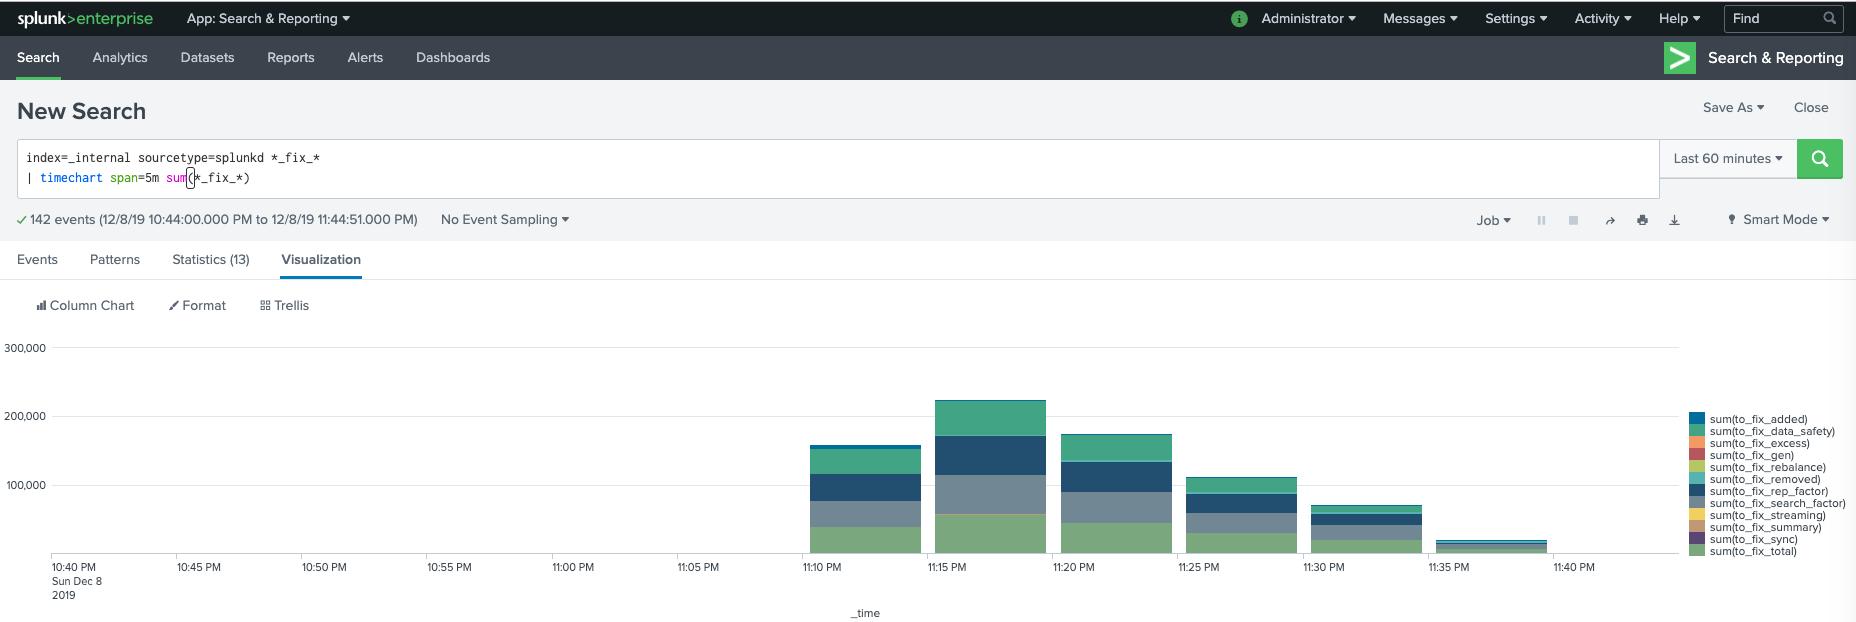 splunk>enterprise App: Search & Reporting i Administrator Messages Settings Activity Help Find
Search Analytics Datasets Reports Alerts Dashboards Search & Reporting
New Search
Save As Close
index=_internal sourcetype=splunkd *_fix_*
| timechart span=5m sum(*_fix_*)
Last 60 minutes
142 events (12/8/19 10:44:00.000 PM to 12/8/19 11:44:51.000 PM) No Event Sampling Job Smart Mode
Events Patterns Statistics (13) Visualization
Column Chart Format Trellis
300,000
200,000
100,000
sum(to_fix_added)
sum(to_fix_data_safety)
sum(to_fix_excess)
sum(to_fix_gen)
sum(to_fix_rebalance)
sum(to_fix_removed)
sum(to_fix_rep_factor)
sum(to_fix_search_factor)
sum(to_fix_streaming)
sum(to_fix_summary)
sum(to_fix_sync)
sum(to_fix_total)
10:40 PM 10:45 PM 10:50 PM 10:55 PM 11:00 PM 11:05 PM 11:10 PM 11:15 PM 11:20 PM 11:25 PM 11:30 PM 11:35 PM 11:40 PM
Sun Dec 8
2019
_time